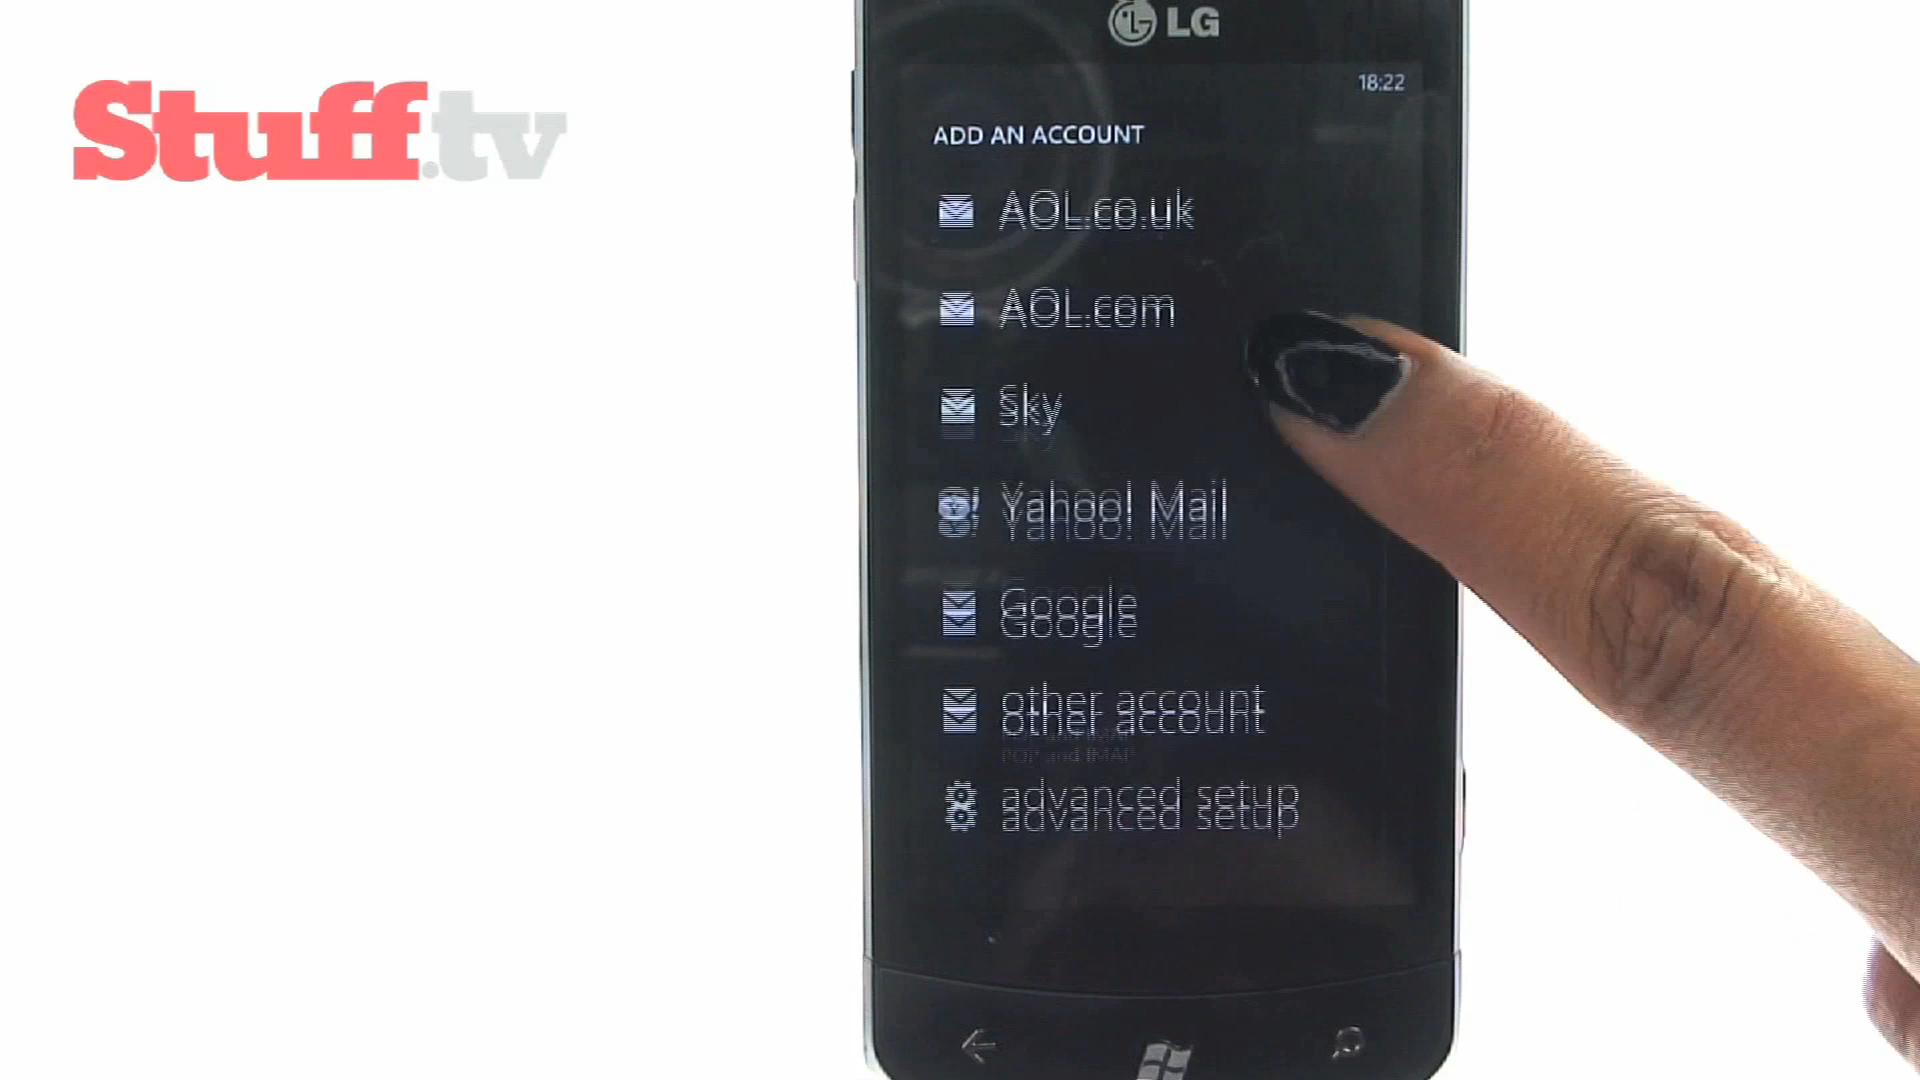 Stuff.tv
LG
18:22
ADD AN ACCOUNT
AOL.co.uk
AOL.com
Sky
Yahoo! Mail
Google
other account
POP and IMAP
advanced setup